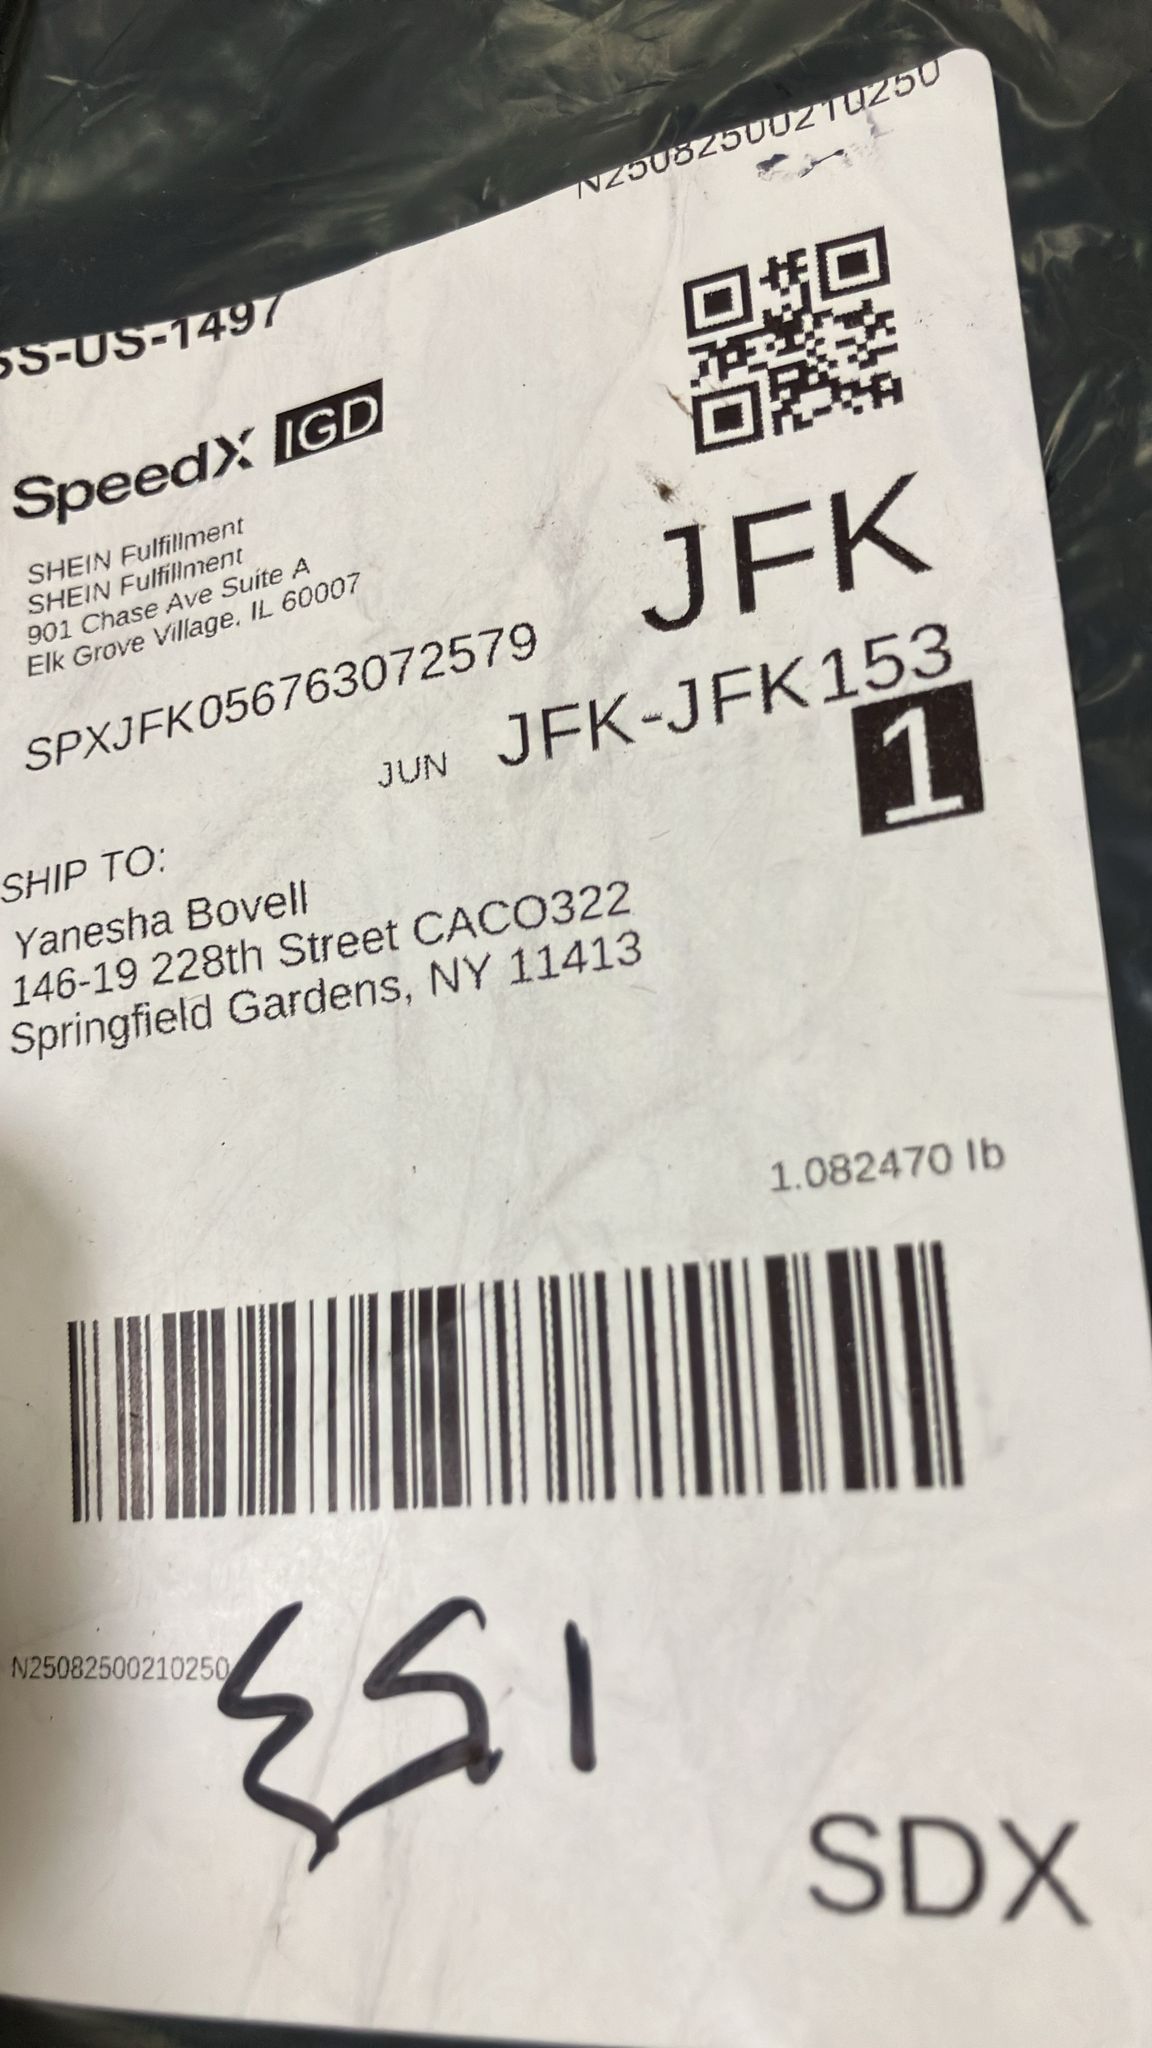 N25082500210250
SS-US-1497
SpeedX IGD
SHEIN Fulfillment
SHEIN Fulfillment
901 Chase Ave Suite A
Elk Grove Village, IL 60007
JFK
SPXJFK056763072579
JUN JFK-JFK153
1
SHIP TO:
Yanesha Bovell
146-19 228th Street CACO322
Springfield Gardens, NY 11413
1.082470 lb
N25082500210250
153
SDX